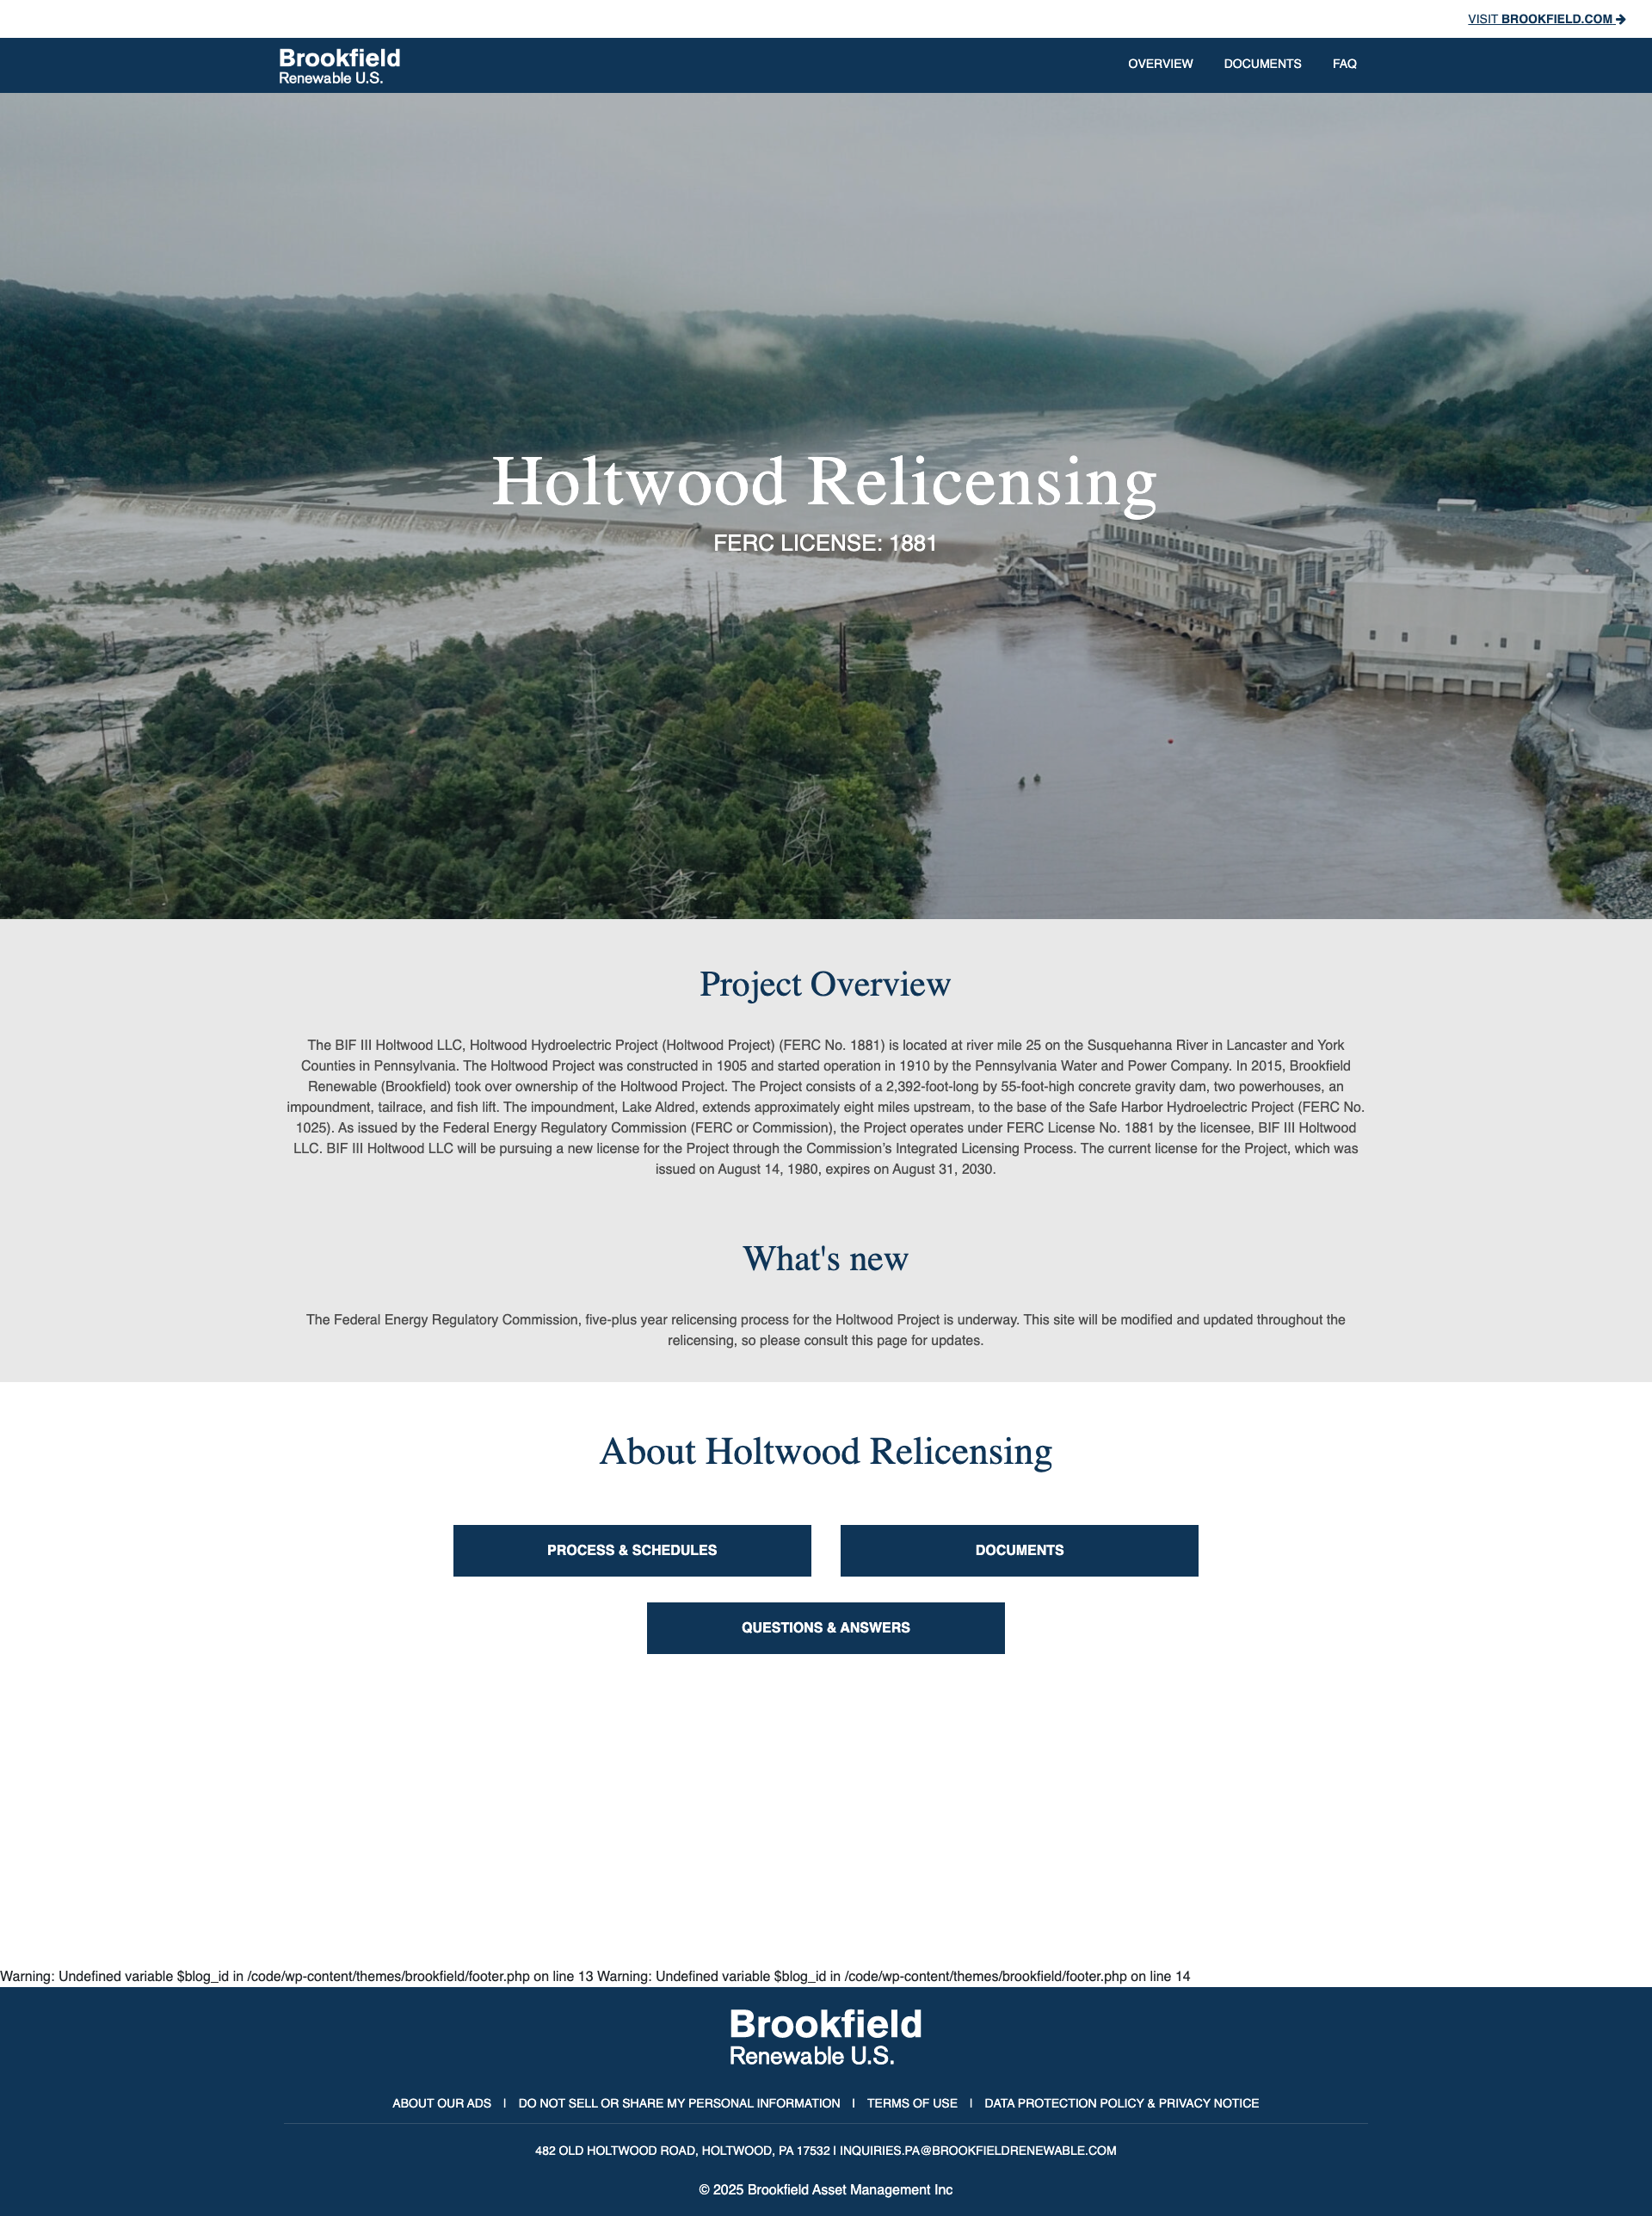 VISIT BROOKFIELD.COM
Brookfield
Renewable U.S.
OVERVIEW DOCUMENTS FAQ
Holtwood Relicensing
FERC LICENSE: 1881
Project Overview
The BIF III Holtwood LLC, Holtwood Hydroelectric Project (Holtwood Project) (FERC No. 1881) is located at river mile 25 on the Susquehanna River in Lancaster and York
Counties in Pennsylvania. The Holtwood Project was constructed in 1905 and started operation in 1910 by the Pennsylvania Water and Power Company. In 2015, Brookfield
Renewable (Brookfield) took over ownership of the Holtwood Project. The Project consists of a 2,392-foot-long by 55-foot-high concrete gravity dam, two powerhouses, an
impoundment, tailrace, and fish lift. The impoundment, Lake Aldred, extends approximately eight miles upstream, to the base of the Safe Harbor Hydroelectric Project (FERC No.
1025). As issued by the Federal Energy Regulatory Commission (FERC or Commission), the Project operates under FERC License No. 1881 by the licensee, BIF III Holtwood
LLC. BIF III Holtwood LLC will be pursuing a new license for the Project through the Commission’s Integrated Licensing Process. The current license for the Project, which was
issued on August 14, 1980, expires on August 31, 2030.
What's new
The Federal Energy Regulatory Commission, five-plus year relicensing process for the Holtwood Project is underway. This site will be modified and updated throughout the
relicensing, so please consult this page for updates.
About Holtwood Relicensing
PROCESS & SCHEDULES DOCUMENTS
QUESTIONS & ANSWERS
Warning: Undefined variable $blog_id in /code/wp-content/themes/brookfield/footer.php on line 13 Warning: Undefined variable $blog_id in /code/wp-content/themes/brookfield/footer.php on line 14
Brookfield
Renewable U.S.
ABOUT OUR ADS | DO NOT SELL OR SHARE MY PERSONAL INFORMATION | TERMS OF USE | DATA PROTECTION POLICY & PRIVACY NOTICE
482 OLD HOLTWOOD ROAD, HOLTWOOD, PA 17532 | INQUIRIES.PA@BROOKFIELDRENEWABLE.COM
© 2025 Brookfield Asset Management Inc